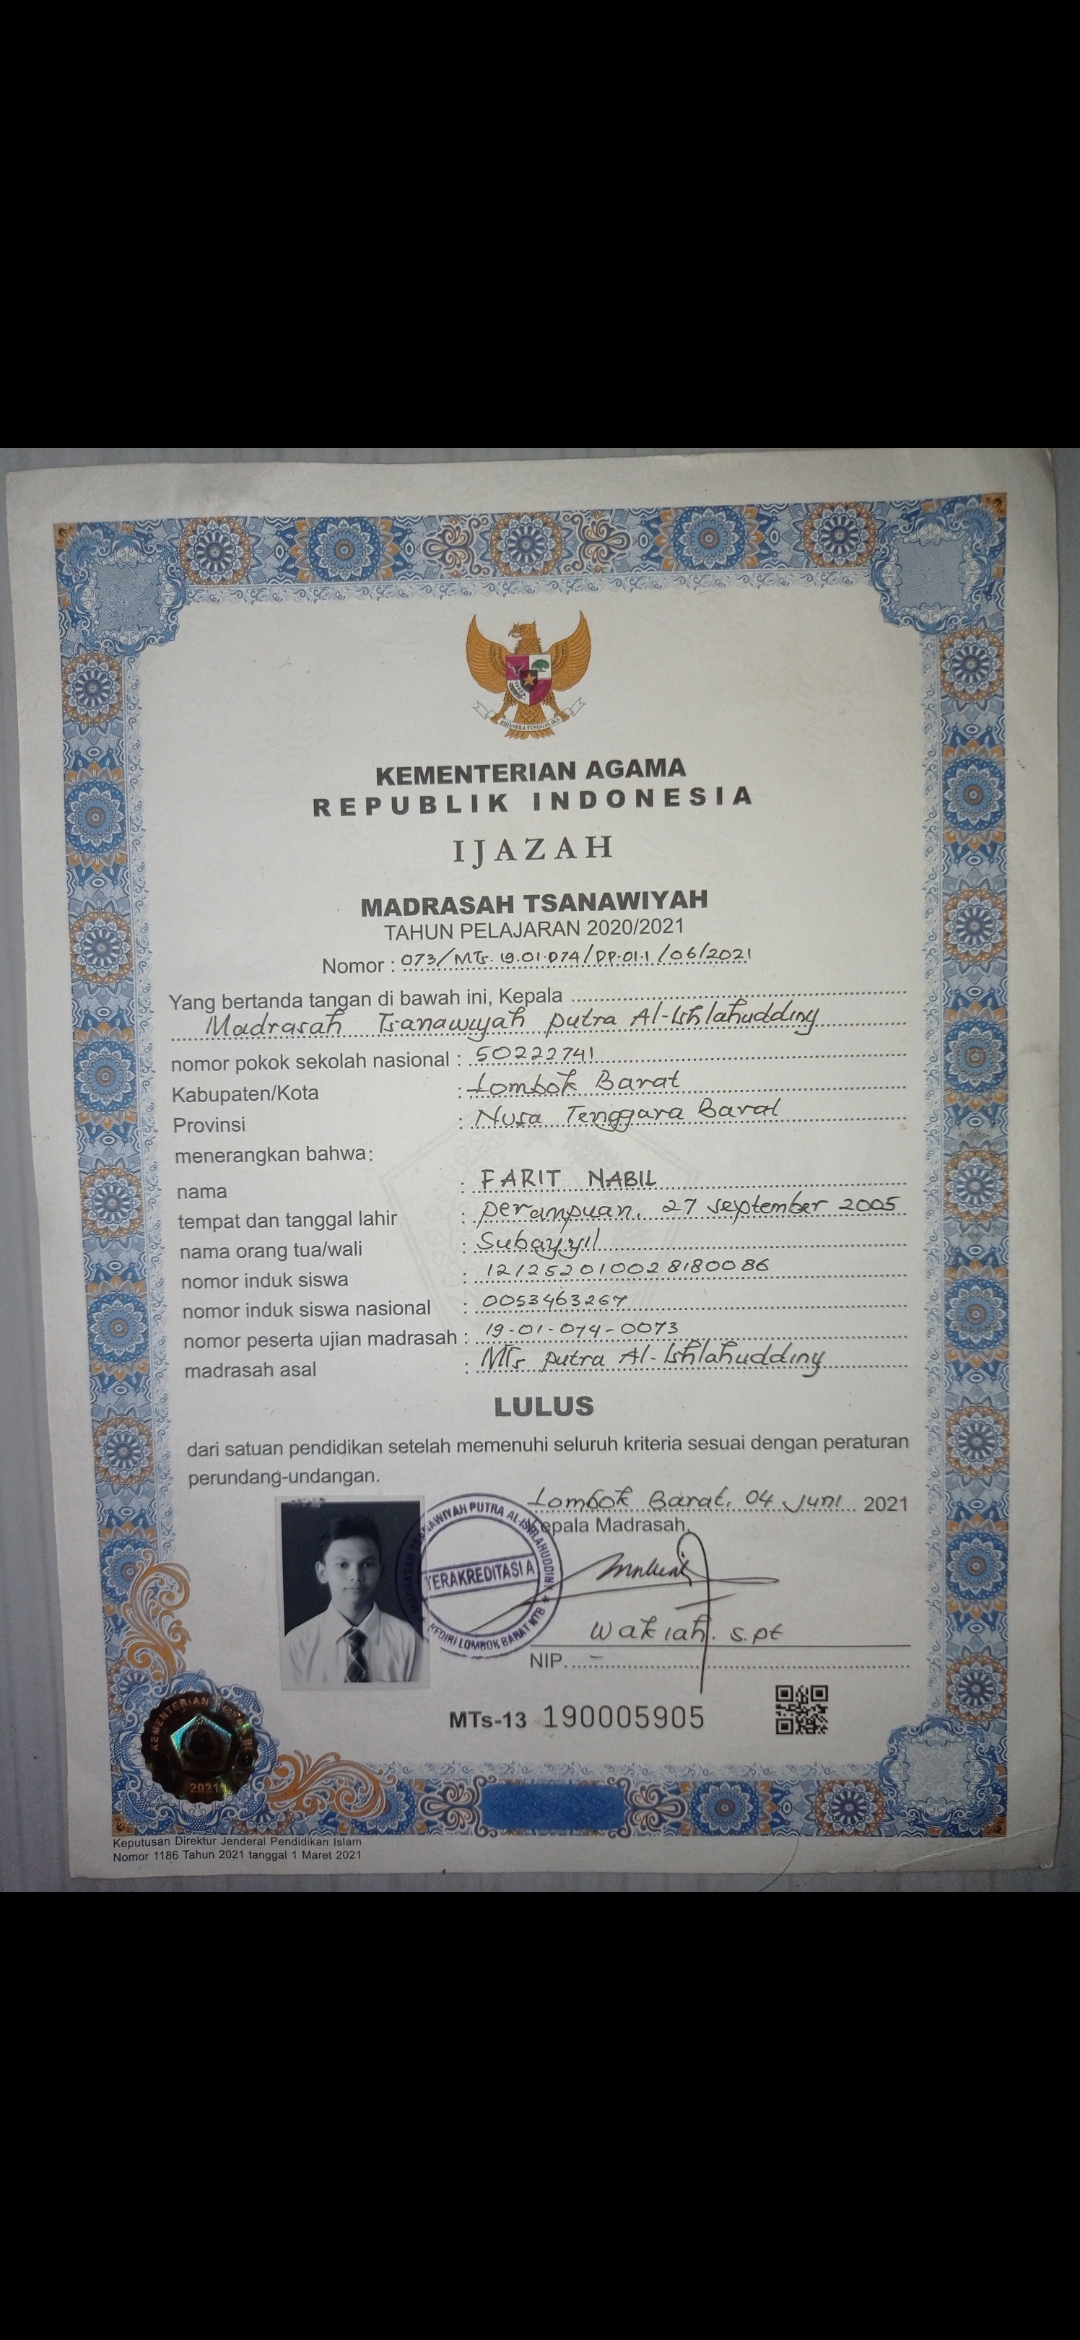 KEMENTERIAN AGAMA
REPUBLIK INDONESIA
IJAZAH
MADRASAH TSANAWIYAH
TAHUN PELAJARAN 2020/2021
Nomor : 073/MTs.19.01.074/PP.01.1/06/2021
Yang bertanda tangan di bawah ini, Kepala
Madrasah Tsanawiyah putra Al-Ishlahuddiny
nomor pokok sekolah nasional : 50222741
Kabupaten/Kota : Lombok Barat
Provinsi : Nusa Tenggara Barat
menerangkan bahwa:
nama : FARIT NABIL
tempat dan tanggal lahir : perampuan, 27 September 2005
nama orang tua/wali : Subayyil
nomor induk siswa : 121252010028180086
nomor induk siswa nasional : 0053463267
nomor peserta ujian madrasah : 19-01-074-0073
madrasah asal : MTs putra Al-Ishlahuddiny
LULUS
dari satuan pendidikan setelah memenuhi seluruh kriteria sesuai dengan peraturan
perundang-undangan.
Lombok Barat, 04 Juni 2021
Kepala Madrasah,
TERAKREDITASI A
KEDIRI LOMBOK BARAT NTB
Wakiah. S.Pt
NIP. -
MTs-13 190005905
KEMENTERIAN
2021
Keputusan Direktur Jenderal Pendidikan Islam
Nomor 1186 Tahun 2021 tanggal 1 Maret 2021